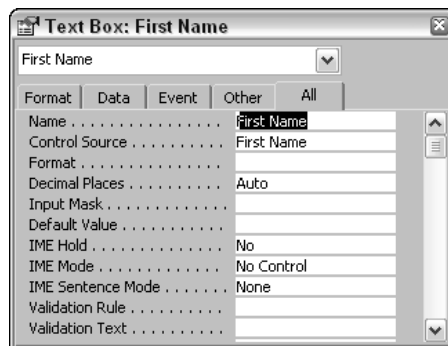 Text Box: First Name
First Name
Format Data Event Other All
Name . . . . . . . . . . . . . . . . First Name
Control Source . . . . . . . . . . First Name
Format . . . . . . . . . . . . . . .
Decimal Places . . . . . . . . . . Auto
Input Mask . . . . . . . . . . . . .
Default Value . . . . . . . . . . .
IME Hold . . . . . . . . . . . . . No
IME Mode . . . . . . . . . . . . . No Control
IME Sentence Mode . . . . . . . None
Validation Rule . . . . . . . . . .
Validation Text . . . . . . . . . .